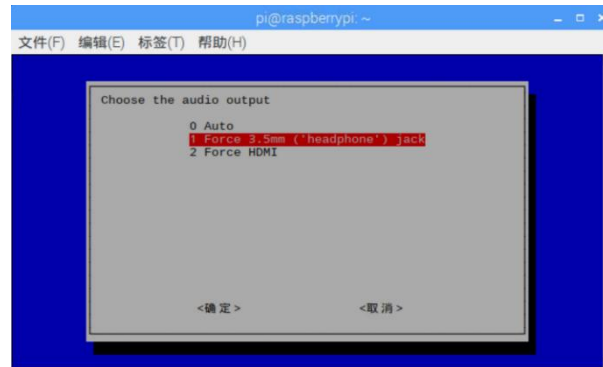 pi@raspberrypi: ~
文件(F) 编辑(E) 标签(T) 帮助(H)
Choose the audio output
0 Auto
1 Force 3.5mm ('headphone') jack
2 Force HDMI
<确定> <取消>